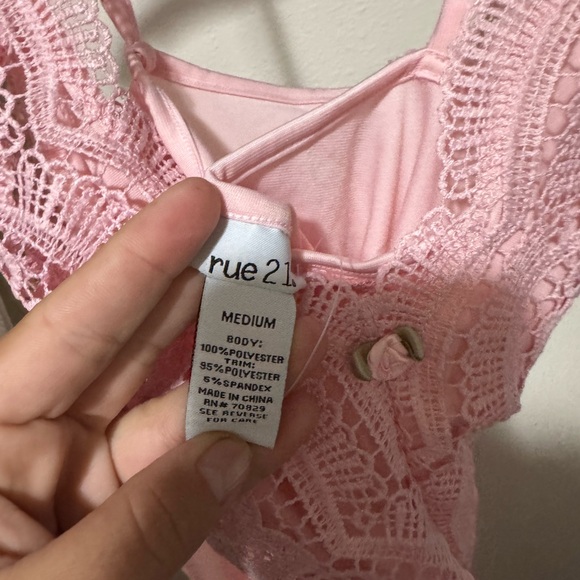 rue 21
MEDIUM
BODY:
100%POLYESTER
TRIM:
95%POLYESTER
5%SPANDEX
MADE IN CHINA
RN# 70829
SEE REVERSE
FOR CARE